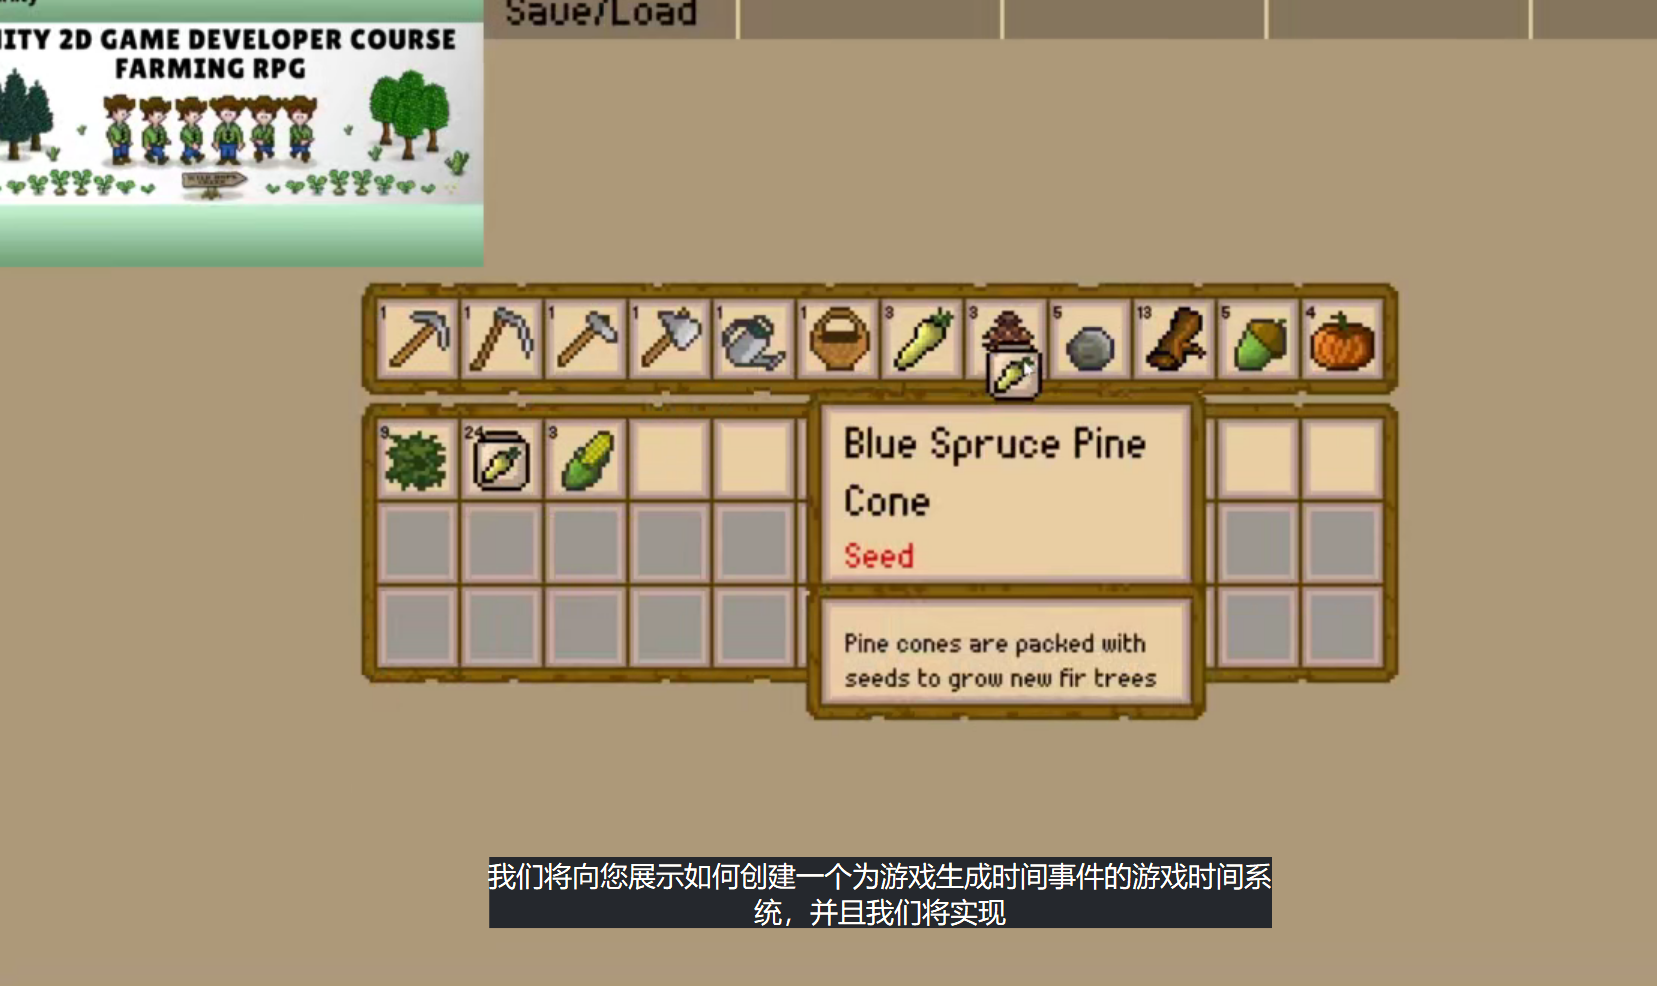 Save/Load
ITY 2D GAME DEVELOPER COURSE
FARMING RPG
1
1
1
1
1
1
3
3
5
13
5
4
9
24
3
Blue Spruce Pine
Cone
Seed
Pine cones are packed with
seeds to grow new fir trees
我们将向您展示如何创建一个为游戏生成时间事件的游戏时间系
统，并且我们将实现